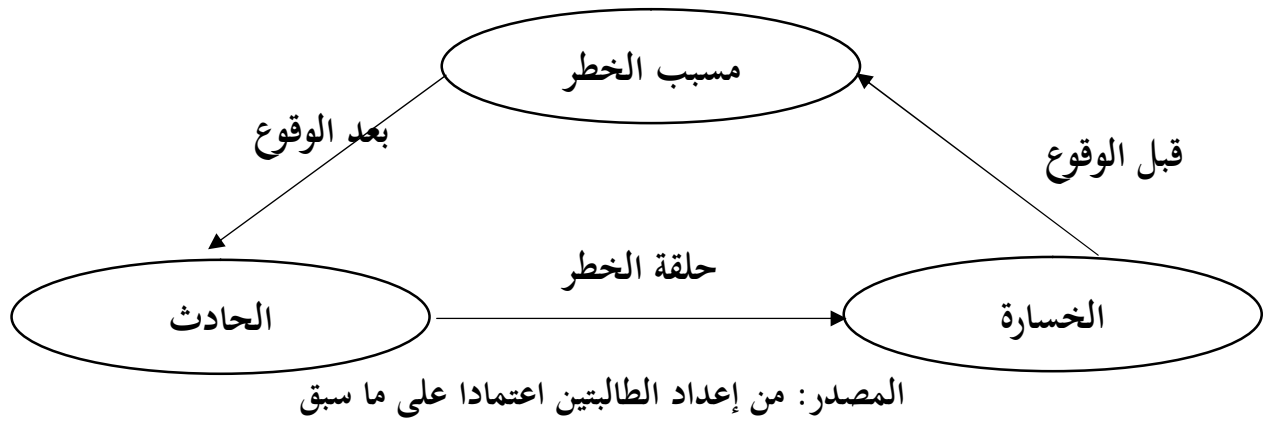 مسبب الخطر
بعد الوقوع
قبل الوقوع
حلقة الخطر
الحادث
الخسارة
المصدر: من إعداد الطالبتين اعتمادا على ما سبق